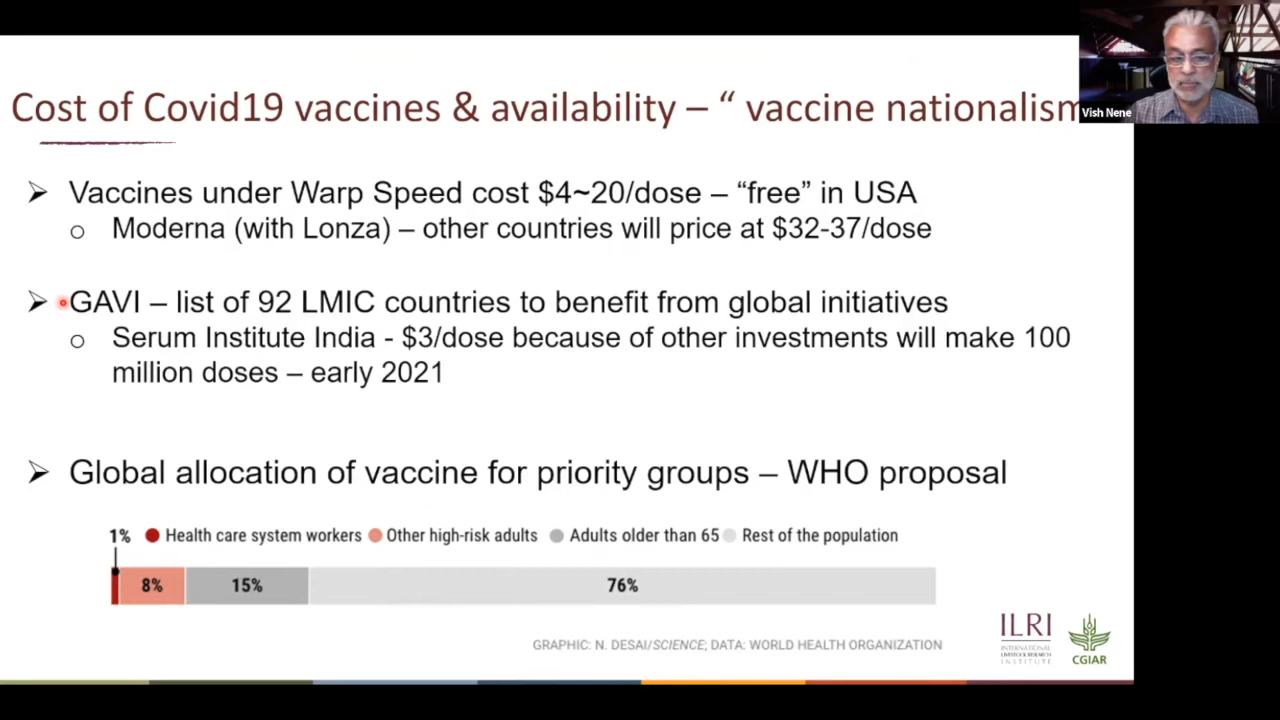 Cost of Covid19 vaccines & availability – “ vaccine nationalism
Vish Nene
➢ Vaccines under Warp Speed cost $4~20/dose – “free” in USA
o Moderna (with Lonza) – other countries will price at $32-37/dose
➢ GAVI – list of 92 LMIC countries to benefit from global initiatives
o Serum Institute India - $3/dose because of other investments will make 100
million doses – early 2021
➢ Global allocation of vaccine for priority groups – WHO proposal
1% Health care system workers Other high-risk adults Adults older than 65 Rest of the population
8% 15% 76%
GRAPHIC: N. DESAI/SCIENCE; DATA: WORLD HEALTH ORGANIZATION
ILRI
INTERNATIONAL
LIVESTOCK RESEARCH
INSTITUTE
CGIAR